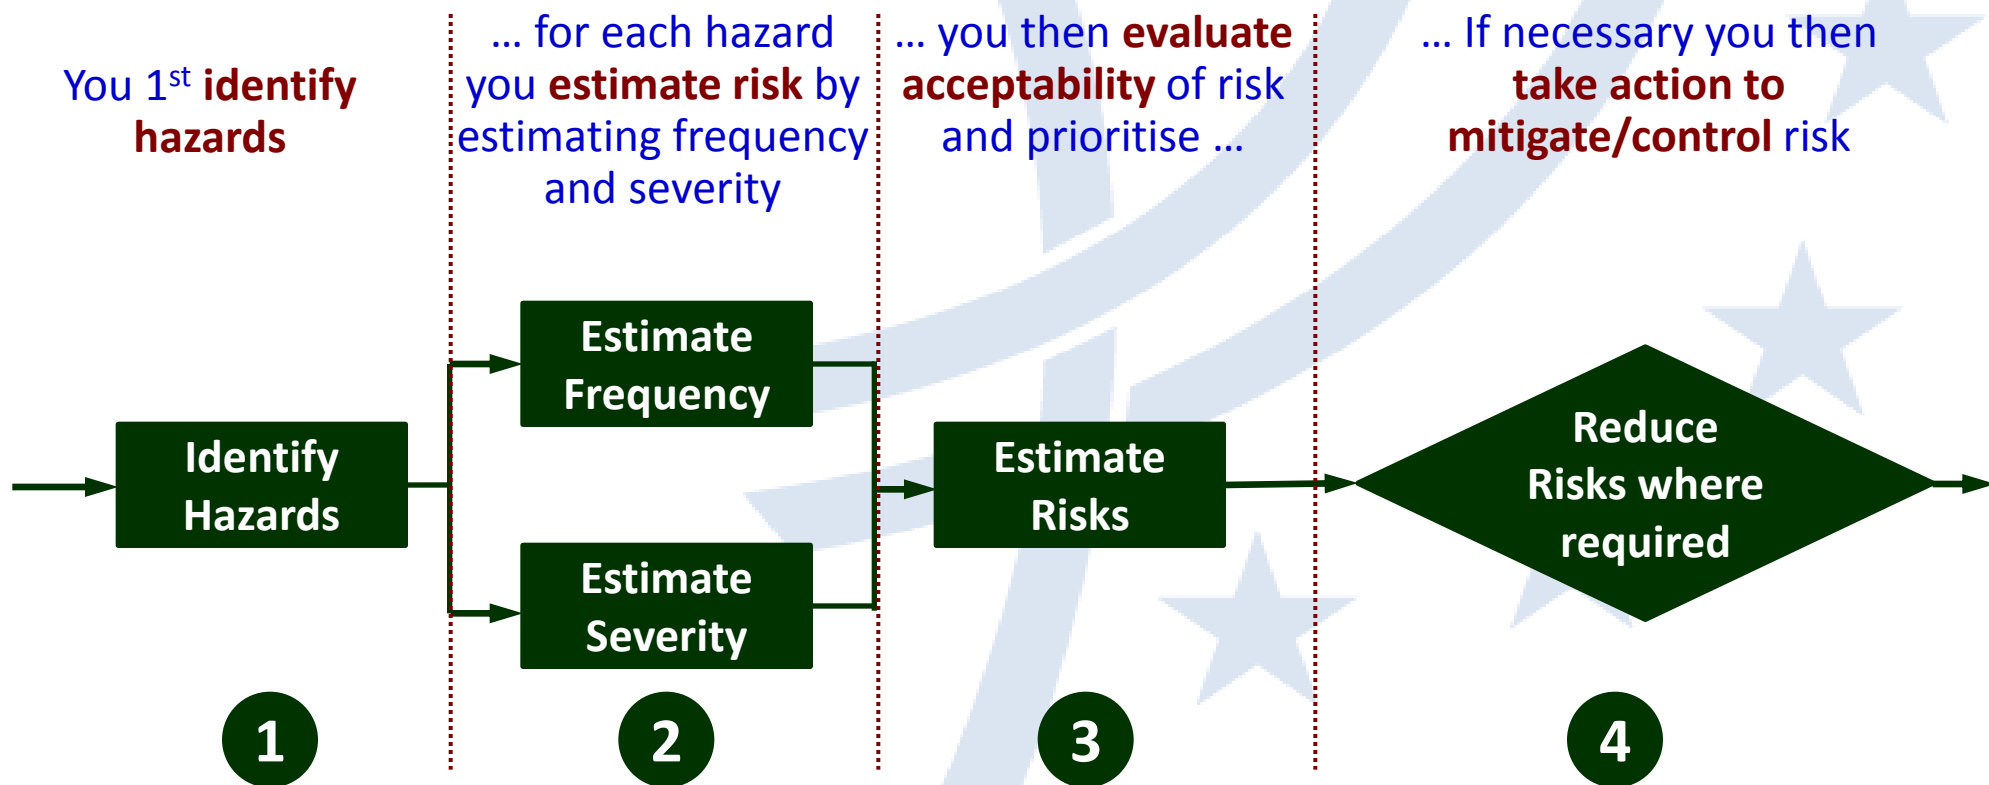 You 1st identify
hazards
... for each hazard
you estimate risk by
estimating frequency
and severity
... you then evaluate
acceptability of risk
and prioritise ...
... If necessary you then
take action to
mitigate/control risk
Identify
Hazards
Estimate
Frequency
Estimate
Severity
Estimate
Risks
Reduce
Risks where
required
1
2
3
4